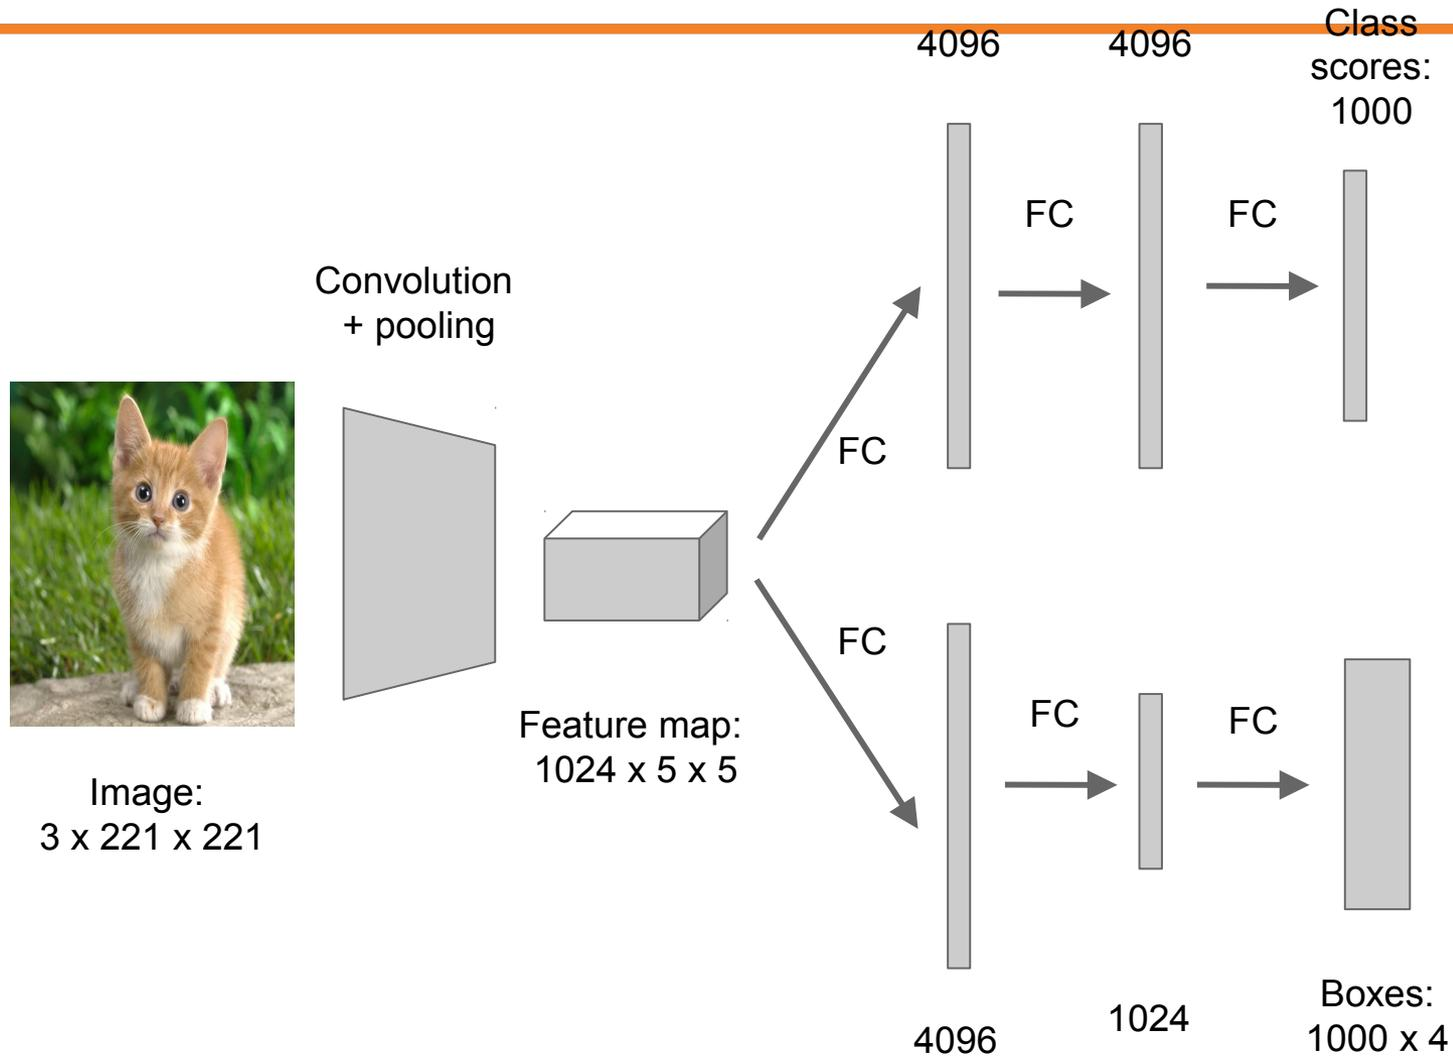 4096
4096
Class
scores:
1000
FC
FC
Convolution
+ pooling
FC
Feature map:
1024 x 5 x 5
Image:
3 x 221 x 221
FC
FC
FC
4096
1024
Boxes:
1000 x 4